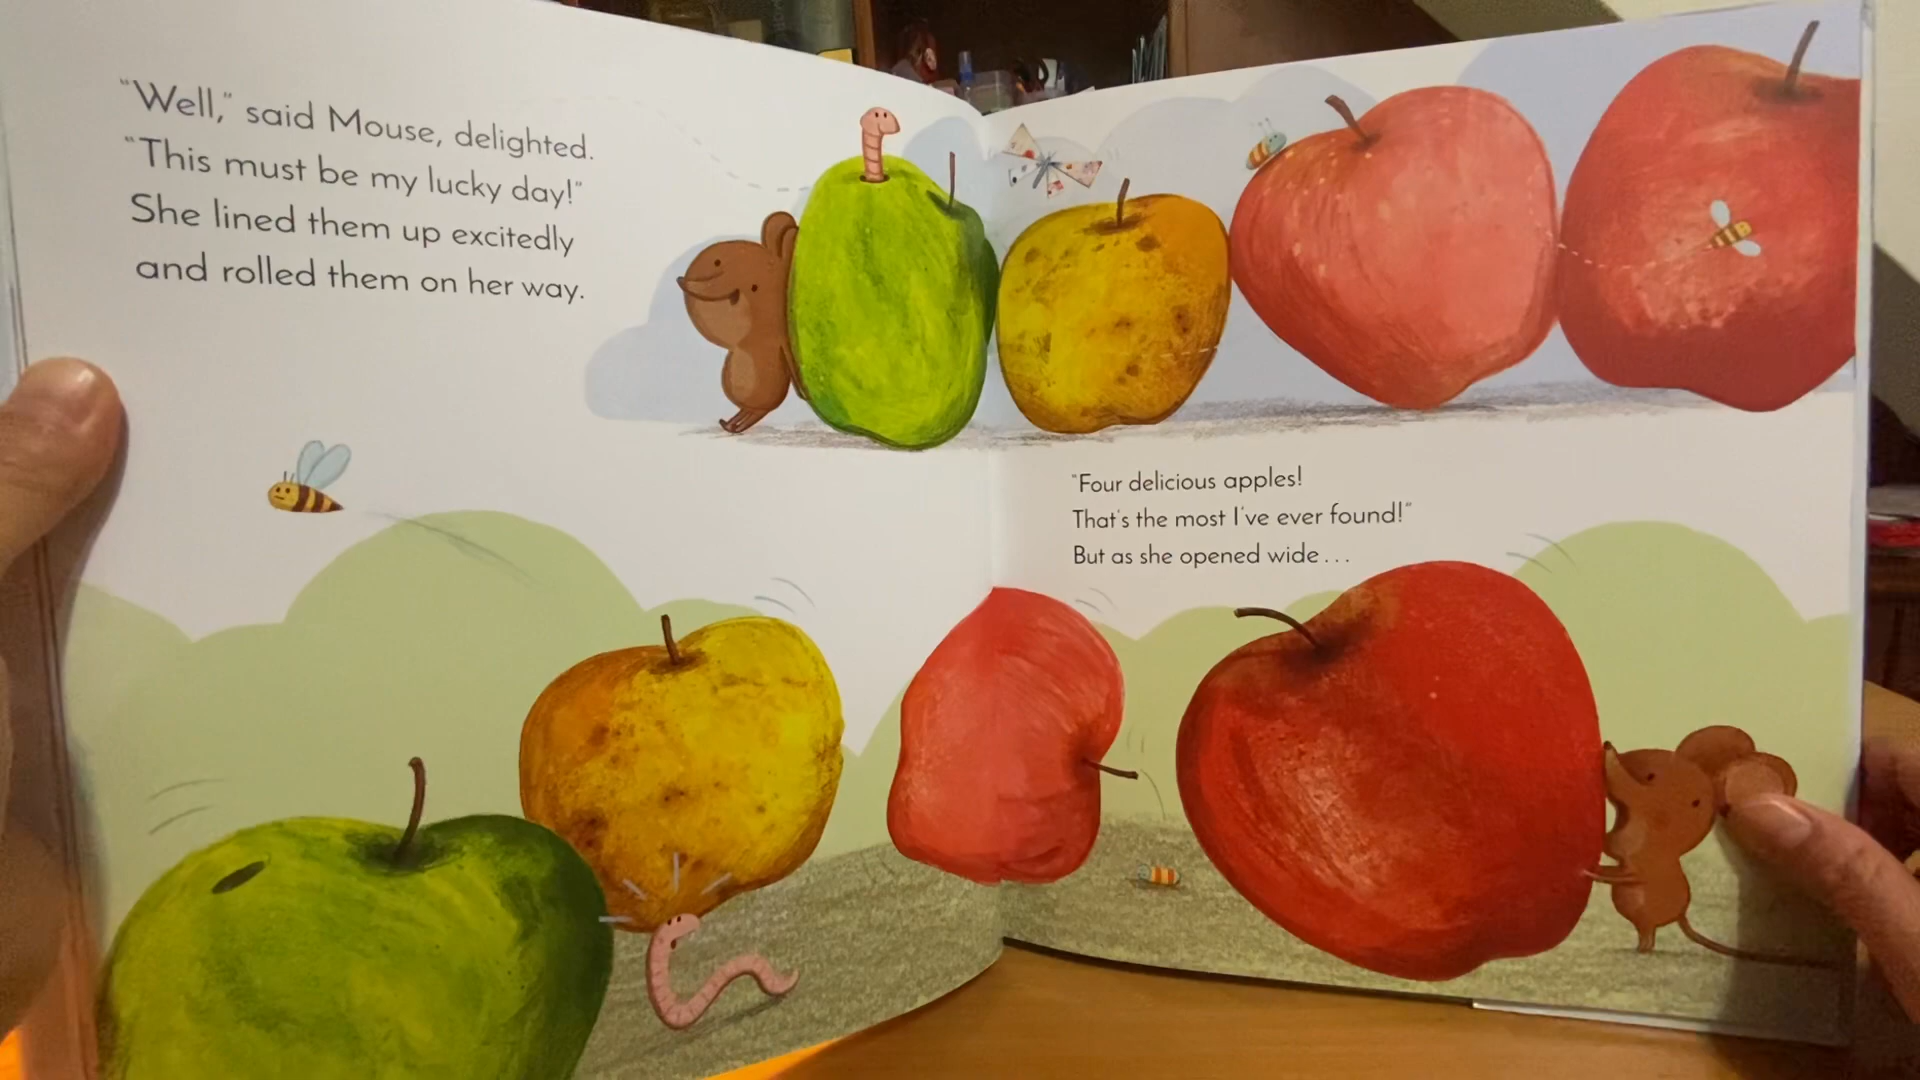 “Well,” said Mouse, delighted.
“This must be my lucky day!”
She lined them up excitedly
and rolled them on her way.
“Four delicious apples!
That's the most I've ever found!”
But as she opened wide . . .